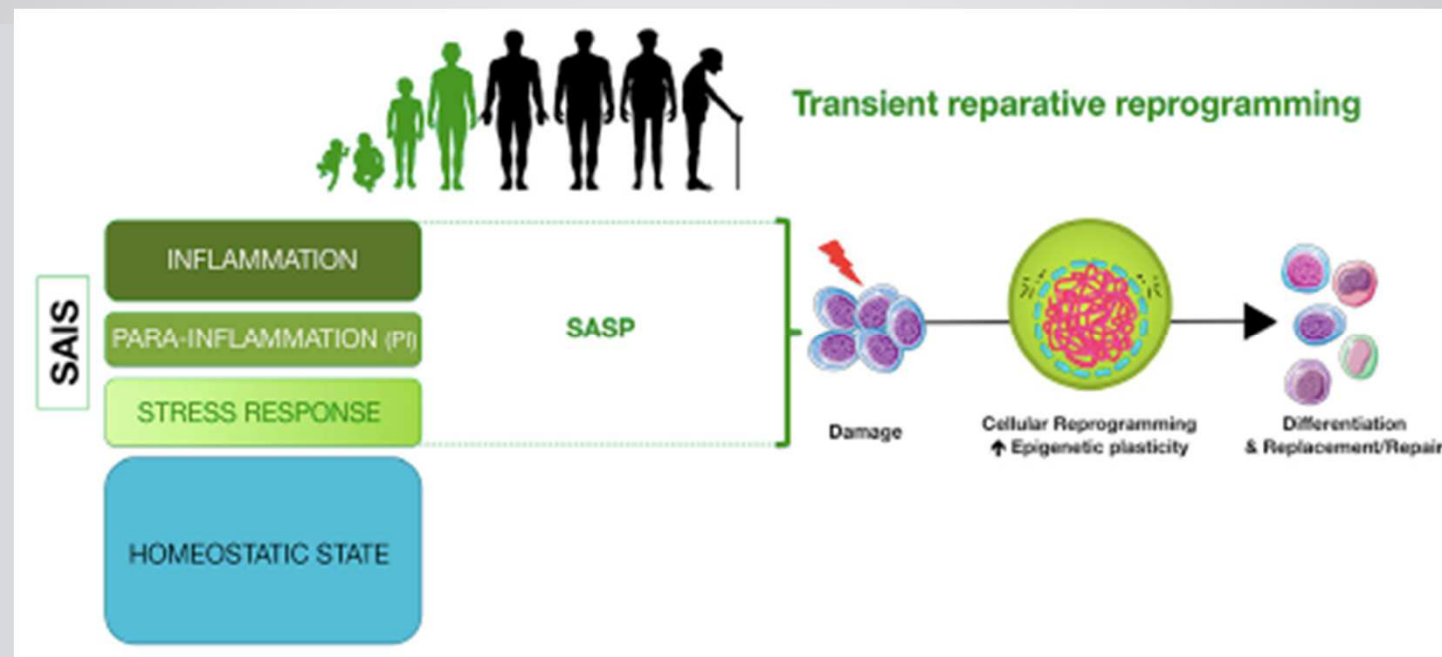 Transient reparative reprogramming
SAIS
INFLAMMATION
PARA-INFLAMMATION (PI)
STRESS RESPONSE
HOMEOSTATIC STATE
SASP
Damage
Cellular Reprogramming
↑ Epigenetic plasticity
Differentiation
& Replacement/Repair